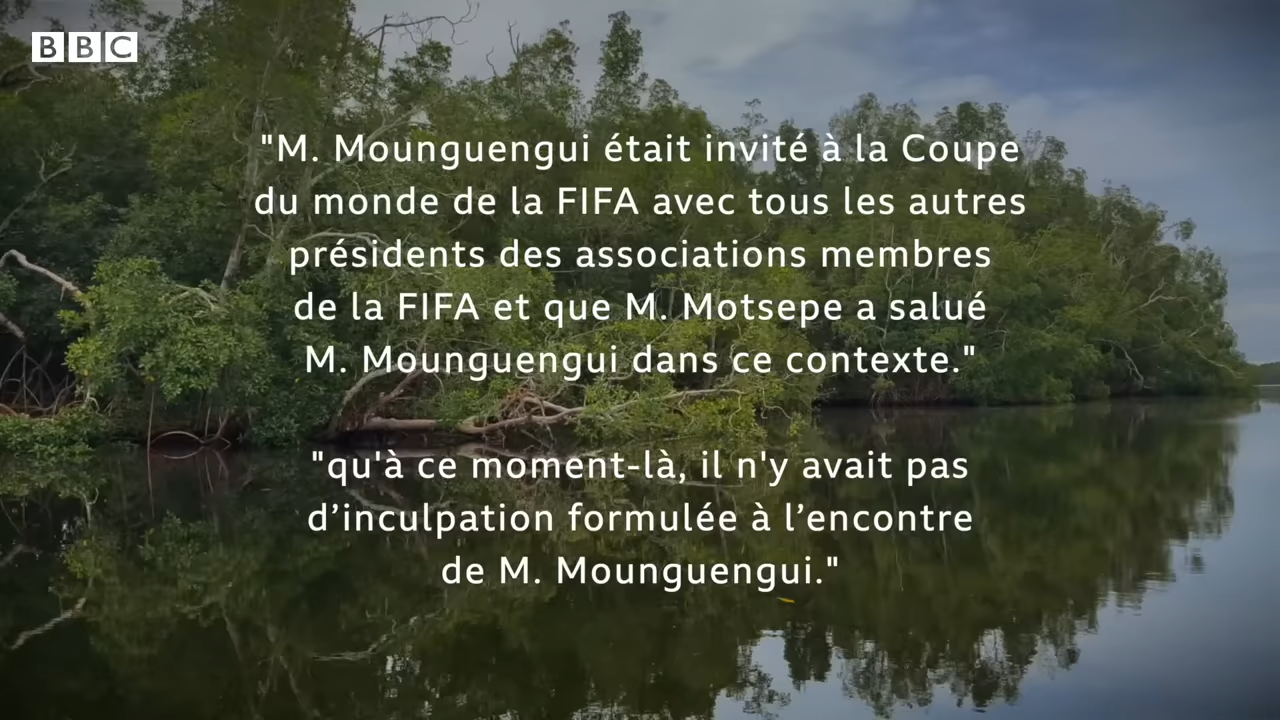 BBC
"M. Mounguengui était invité à la Coupe
du monde de la FIFA avec tous les autres
présidents des associations membres
de la FIFA et que M. Motsepe a salué
M. Mounguengui dans ce contexte."
"qu'à ce moment-là, il n'y avait pas
d’inculpation formulée à l’encontre
de M. Mounguengui."